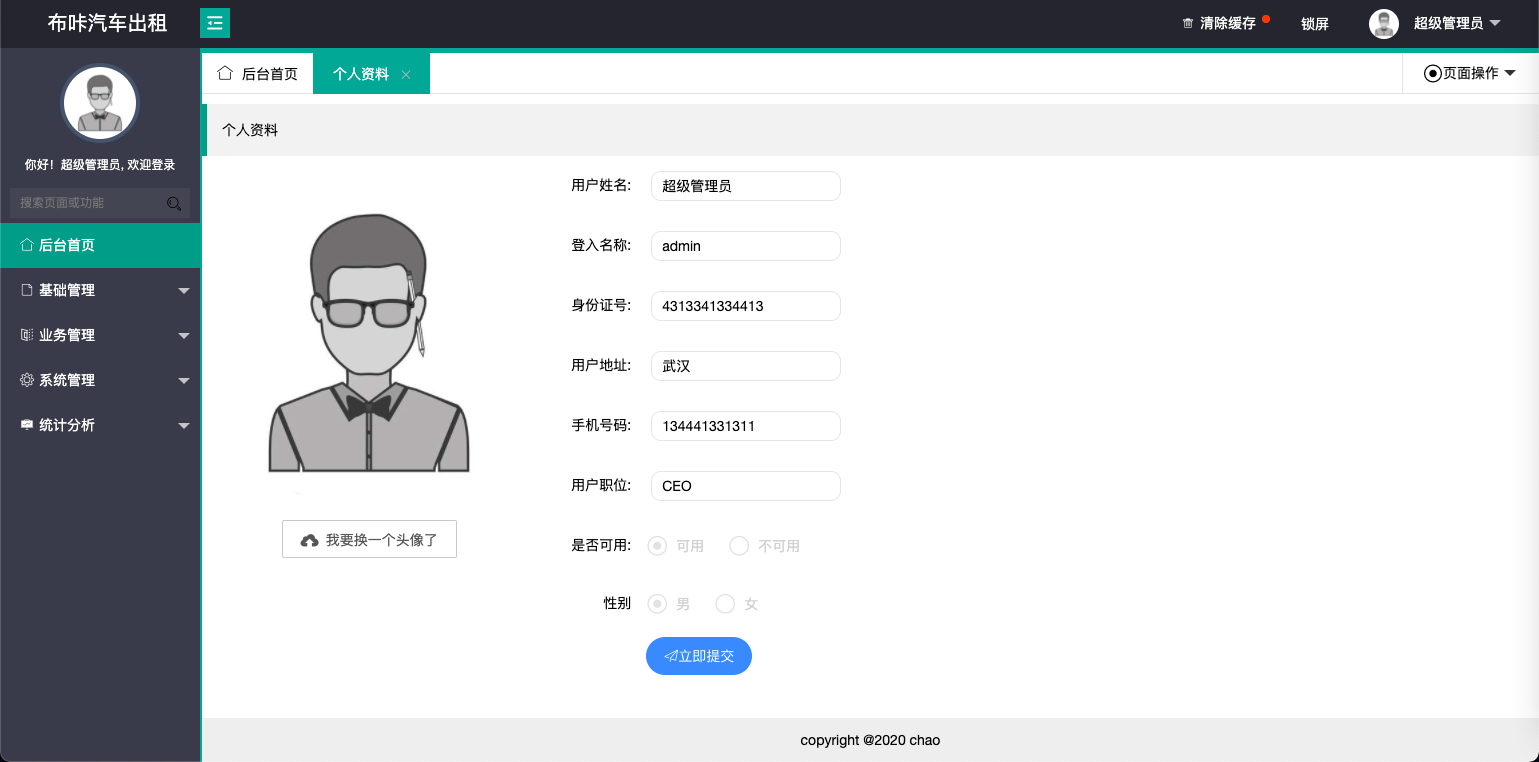 布咔汽车出租
清除缓存
锁屏
超级管理员
你好！超级管理员, 欢迎登录
搜索页面或功能
后台首页
基础管理
业务管理
系统管理
统计分析
后台首页
个人资料
页面操作
个人资料
我要换一个头像了
用户姓名: 超级管理员
登入名称: admin
身份证号: 4313341334413
用户地址: 武汉
手机号码: 134441331311
用户职位: CEO
是否可用: 可用 不可用
性别 男 女
立即提交
copyright @2020 chao